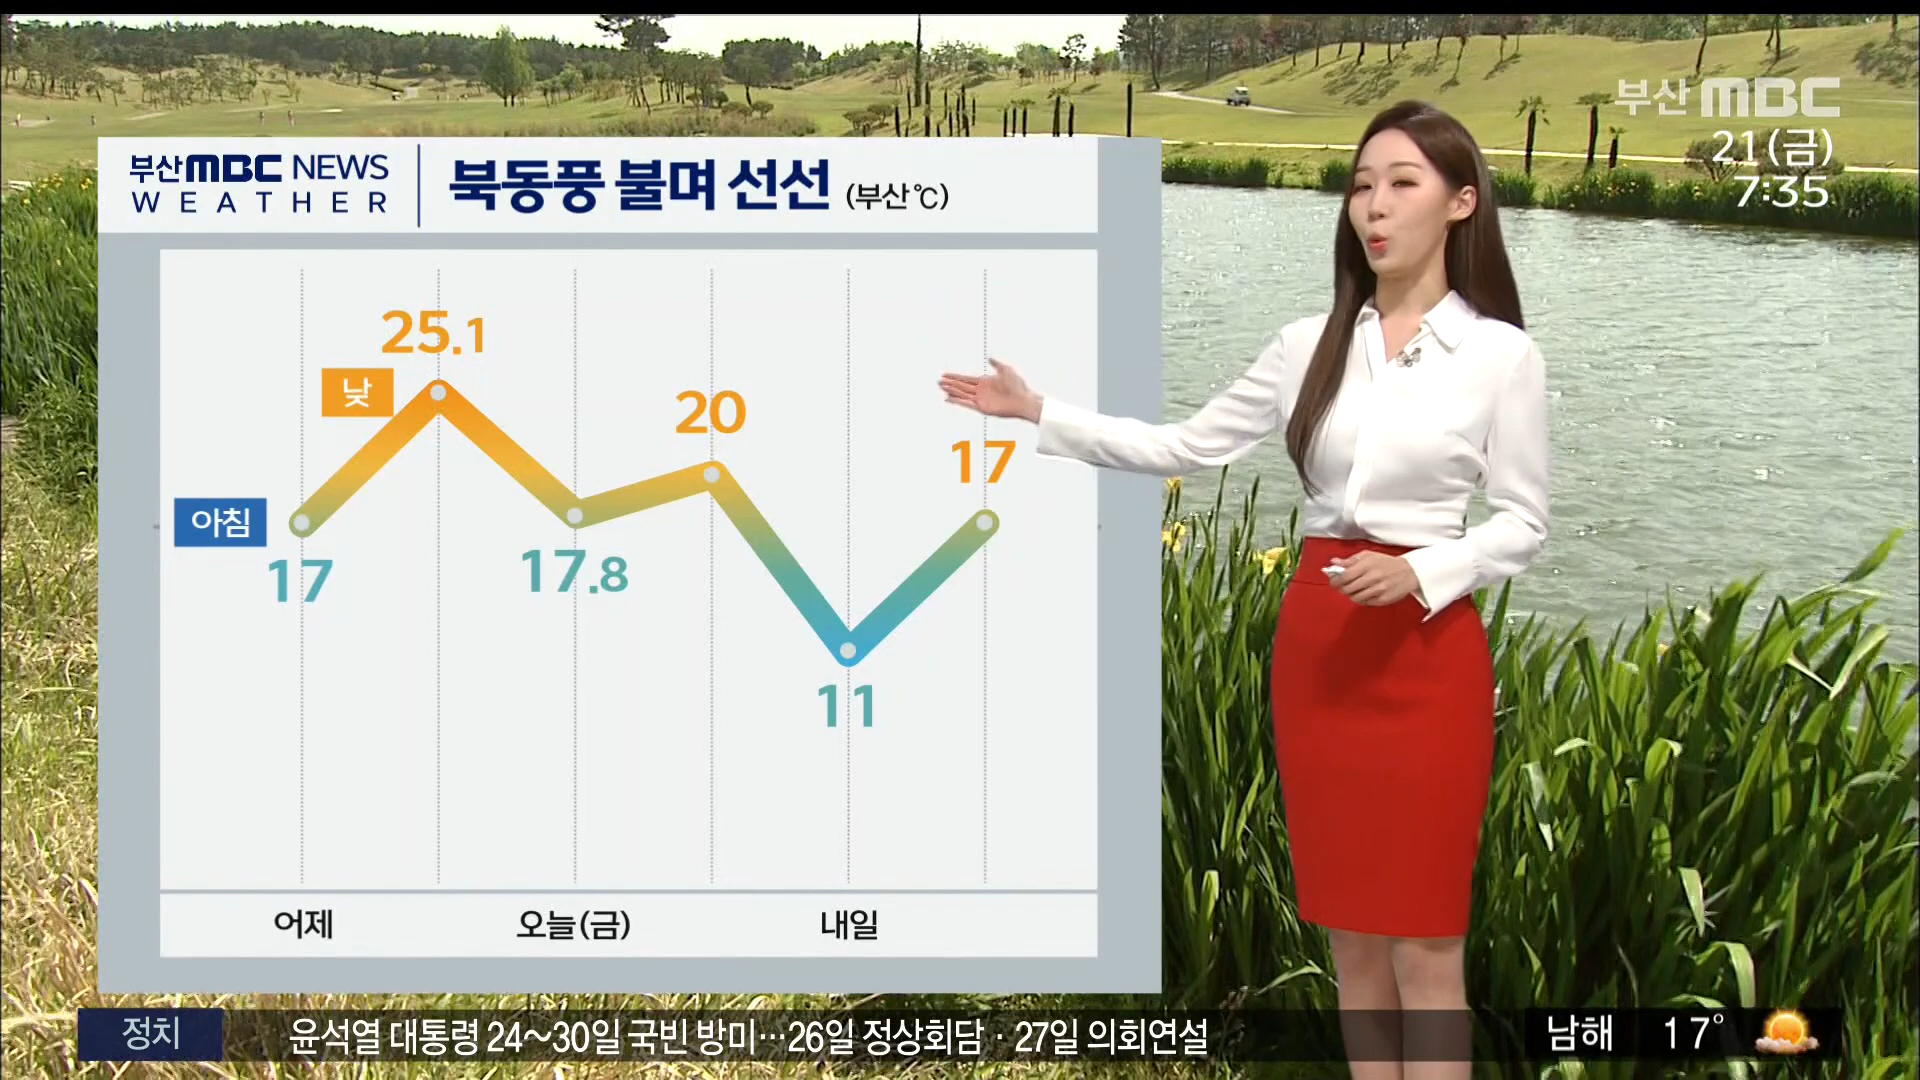 부산 MBC
21(금)
7:35
부산MBC NEWS
WEATHER
북동풍 불며 선선 (부산℃)
25.1
낮
20
17
아침
17
17.8
11
어제
오늘(금)
내일
정치
윤석열 대통령 24~30일 국빈 방미…26일 정상회담 · 27일 의회연설
남해 17°